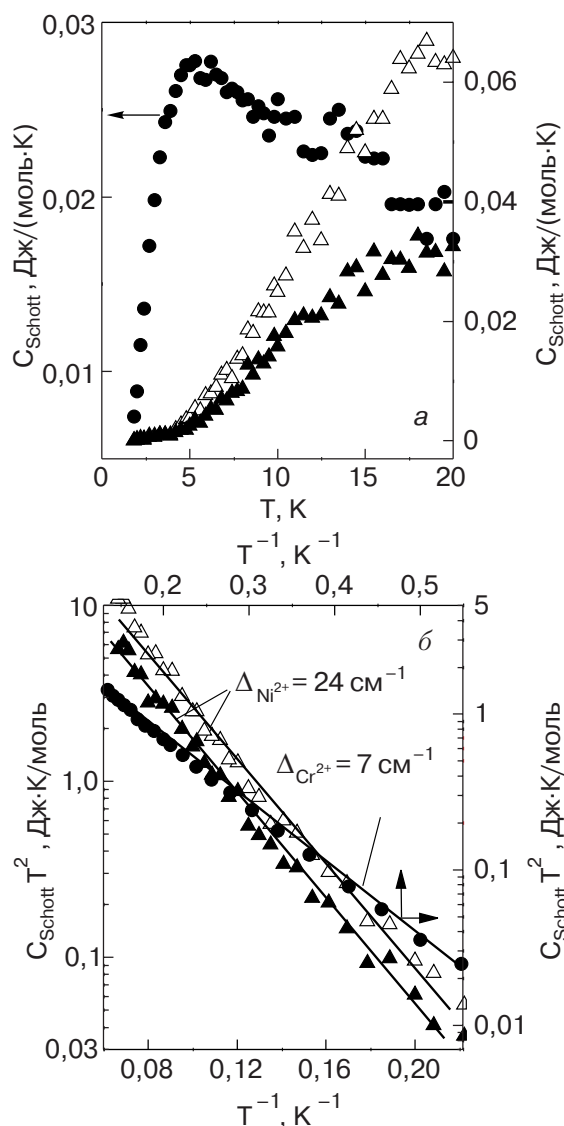 0,03
0,02
0,01
C_Schott , Дж/(моль·К)
0,06
0,04
0,02
0
C_Schott , Дж/(моль·К)
а
0 5 10 15 20
T, К
T⁻¹, К⁻¹
0,2 0,3 0,4 0,5
10
1,0
0,1
0,03
C_Schott T² , Дж·К/моль
5
1
0,1
0,01
C_Schott T² , Дж·К/моль
б
Δ_Ni²⁺ = 24 см⁻¹
Δ_Cr²⁺ = 7 см⁻¹
0,08 0,12 0,16 0,20
T⁻¹, К⁻¹